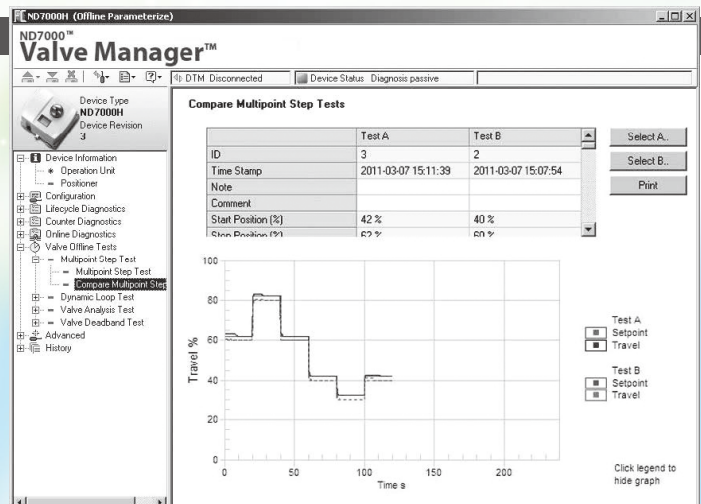 ND7000H (Offline Parameterize)
ND7000™
Valve Manager™
DTM Disconnected
Device Status Diagnosis passive
Device Type
ND7000H
Device Revision
3
Device Information
Operation Unit
Positioner
Configuration
Lifecycle Diagnostics
Counter Diagnostics
Online Diagnostics
Valve Offline Tests
Multipoint Step Test
Multipoint Step Test
Compare Multipoint Step
Dynamic Loop Test
Valve Analysis Test
Valve Deadband Test
Advanced
History
Compare Multipoint Step Tests
Test A Test B
ID 3 2
Time Stamp 2011-03-07 15:11:39 2011-03-07 15:07:54
Note
Comment
Start Position (%) 42 % 40 %
Stop Position (%) 62 % 60 %
Select A..
Select B..
Print
100
80
60
40
20
0
Travel %
0 50 100 150 200
Time s
Test A
Setpoint
Travel
Test B
Setpoint
Travel
Click legend to
hide graph